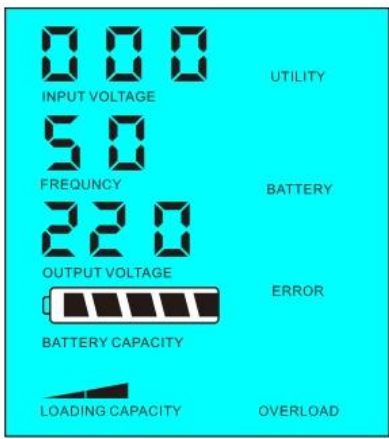 000
UTILITY
INPUT VOLTAGE
50
FREQUNCY
BATTERY
220
OUTPUT VOLTAGE
ERROR
BATTERY CAPACITY
LOADING CAPACITY
OVERLOAD